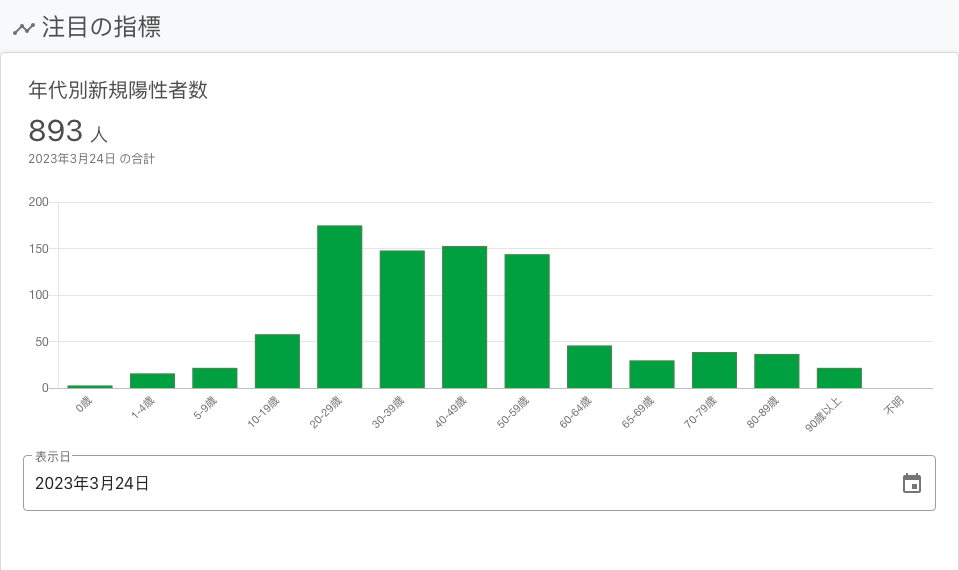 注目の指標
年代別新規陽性者数
893 人
2023年3月24日 の合計
200
150
100
50
0
0歳
1-4歳
5-9歳
10-19歳
20-29歳
30-39歳
40-49歳
50-59歳
60-64歳
65-69歳
70-79歳
80-89歳
90歳以上
不明
表示日
2023年3月24日